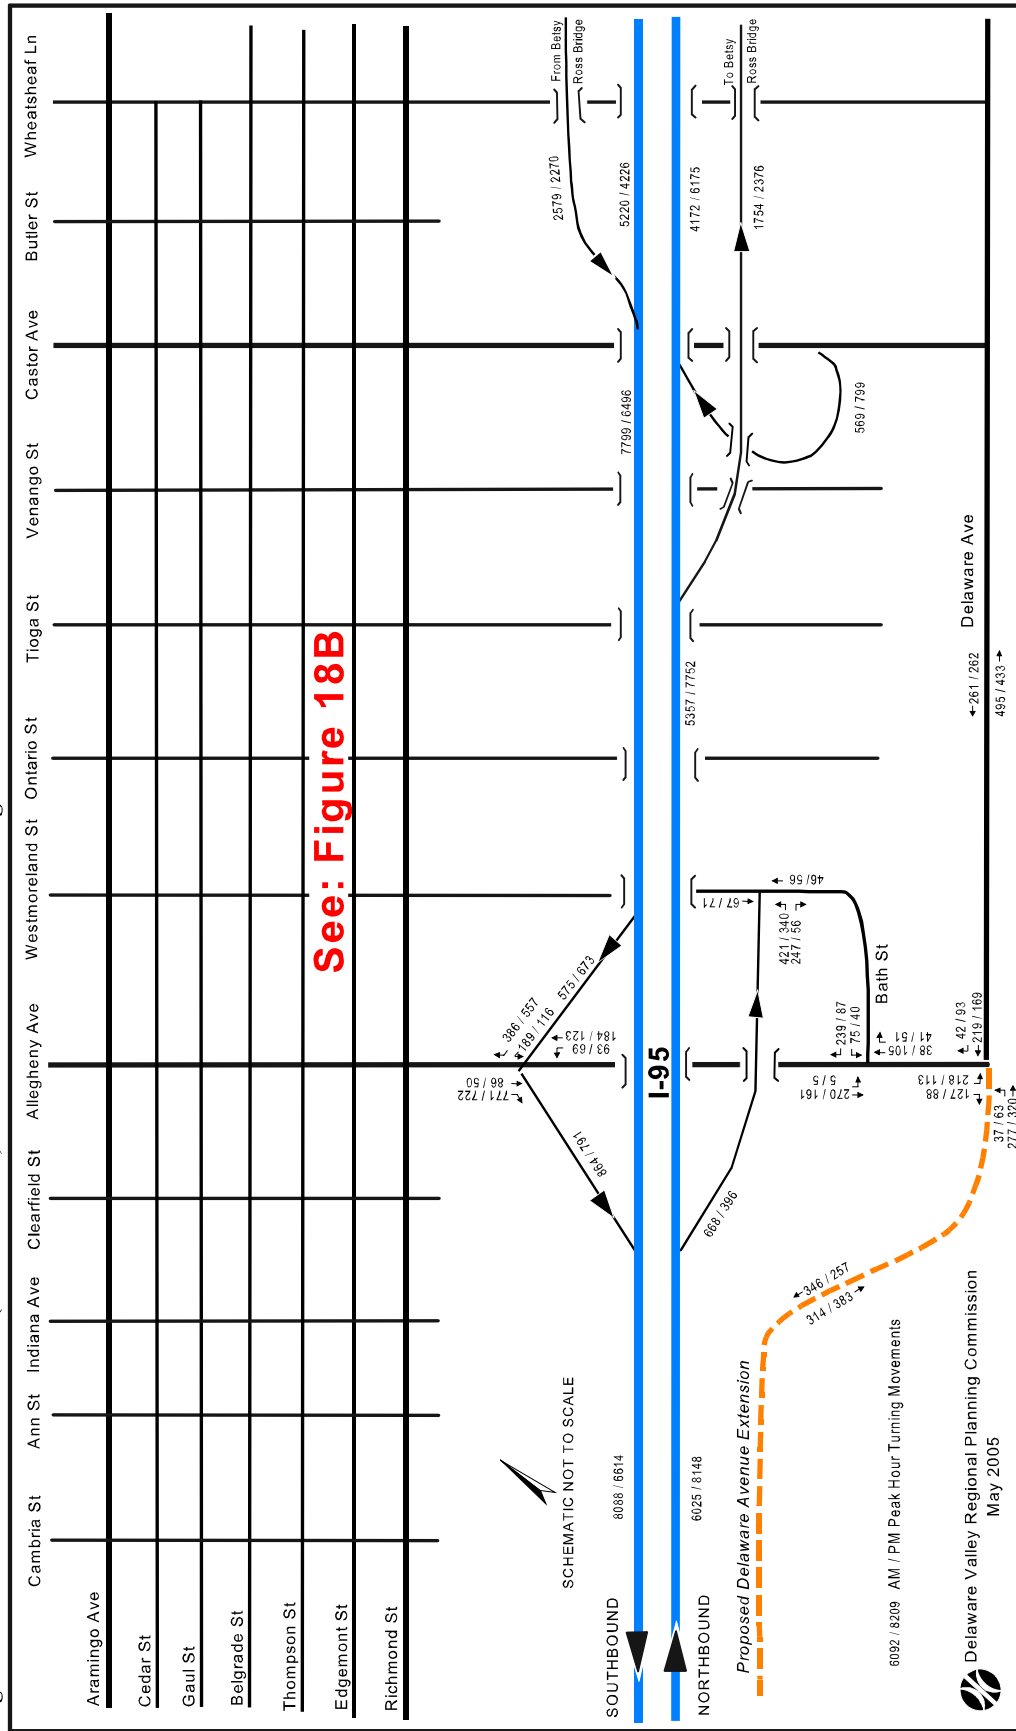 Cambria St
Ann St
Indiana Ave
Clearfield St
Allegheny Ave
Westmoreland St
Ontario St
Tioga St
Venango St
Castor Ave
Butler St
Wheatsheaf Ln
Aramingo Ave
Cedar St
Gaul St
Belgrade St
Thompson St
Edgemont St
Richmond St
See: Figure 18B
From Betsy
Ross Bridge
2579 / 2270
5220 / 4226
4172 / 6175
To Betsy
Ross Bridge
1754 / 2376
7799 / 6496
569 / 799
5357 / 7752
Delaware Ave
←261 / 262
495 / 433→
771 / 722
86 / 50
386 / 557
189 / 116
575 / 673
93 / 69
184 / 123
864 / 791
I-95
67 / 71
46 / 56
421 / 340
247 / 56
239 / 87
75 / 40
Bath St
5 / 5
270 / 161
38 / 105
41 / 51
42 / 93
219 / 169
127 / 88
218 / 113
37 / 63
277 / 320
668 / 396
←346 / 257
314 / 383→
SCHEMATIC NOT TO SCALE
8088 / 6614
6025 / 8148
SOUTHBOUND
NORTHBOUND
Proposed Delaware Avenue Extension
6092 / 8209 AM / PM Peak Hour Turning Movements
Delaware Valley Regional Planning Commission
May 2005